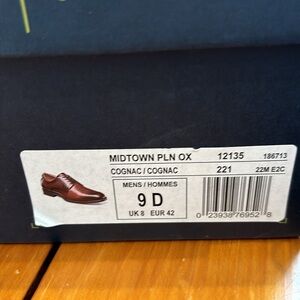 MIDTOWN PLN OX 12135 186713
COGNAC / COGNAC 221 22M E2C
MENS / HOMMES
9 D
UK 8 EUR 42
0 23938 76952 8